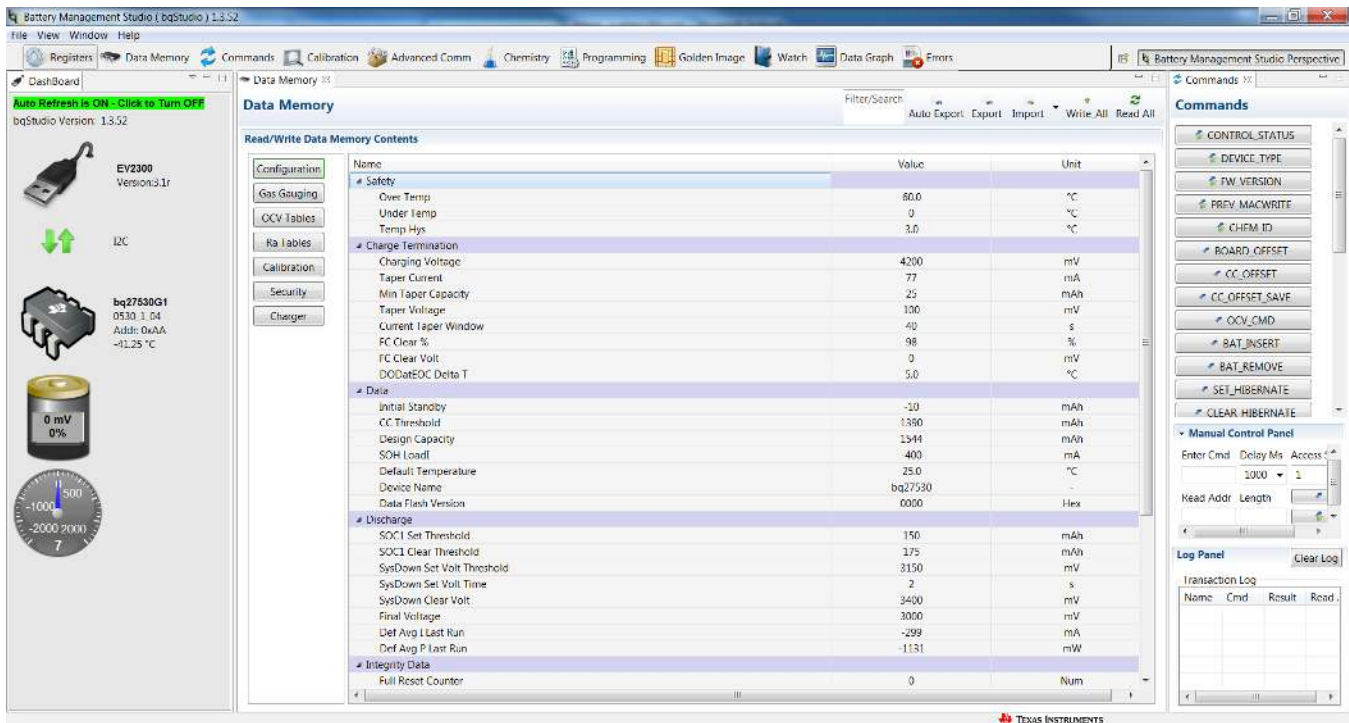 Battery Management Studio ( bqStudio ) 1.3.52
File View Window Help
Registers Data Memory Commands Calibration Advanced Comm Chemistry Programming Golden Image Watch Data Graph Errors Battery Management Studio Perspective
DashBoard
Auto Refresh is ON - Click to Turn OFF
bqStudio Version: 1.3.52
EV2300
Version:3.1r
I2C
bq27530G1
0530_1_04
Addr: 0xAA
-41.25 °C
0 mV
0%
500
-1000
-2000 2000
7
Data Memory
Data Memory
Filter/Search Auto Export Export Import Write_All Read All
Read/Write Data Memory Contents
Configuration
Gas Gauging
OCV Tables
Ra Tables
Calibration
Security
Charger
Name Value Unit
Safety
Over Temp 60.0 °C
Under Temp 0 °C
Temp Hys 3.0 °C
Charge Termination
Charging Voltage 4200 mV
Taper Current 77 mA
Min Taper Capacity 25 mAh
Taper Voltage 100 mV
Current Taper Window 40 s
FC Clear % 98 %
FC Clear Volt 0 mV
DODatEOC Delta T 5.0 °C
Data
Initial Standby -10 mAh
CC Threshold 1390 mAh
Design Capacity 1544 mAh
SOH LoadI -400 mA
Default Temperature 25.0 °C
Device Name bq27530 -
Data Flash Version 0000 Hex
Discharge
SOC1 Set Threshold 150 mAh
SOC1 Clear Threshold 175 mAh
SysDown Set Volt Threshold 3150 mV
SysDown Set Volt Time 2 s
SysDown Clear Volt 3400 mV
Final Voltage 3000 mV
Def Avg I Last Run -299 mA
Def Avg P Last Run -1131 mW
Integrity Data
Full Reset Counter 0 Num
Commands
Commands
CONTROL_STATUS
DEVICE_TYPE
FW_VERSION
PREV_MACWRITE
CHEM_ID
BOARD_OFFSET
CC_OFFSET
CC_OFFSET_SAVE
OCV_CMD
BAT_INSERT
BAT_REMOVE
SET_HIBERNATE
CLEAR_HIBERNATE
Manual Control Panel
Enter Cmd Delay Ms Access
1000 1
Read Addr Length
Log Panel Clear Log
Transaction Log
Name Cmd Result Read
TEXAS INSTRUMENTS